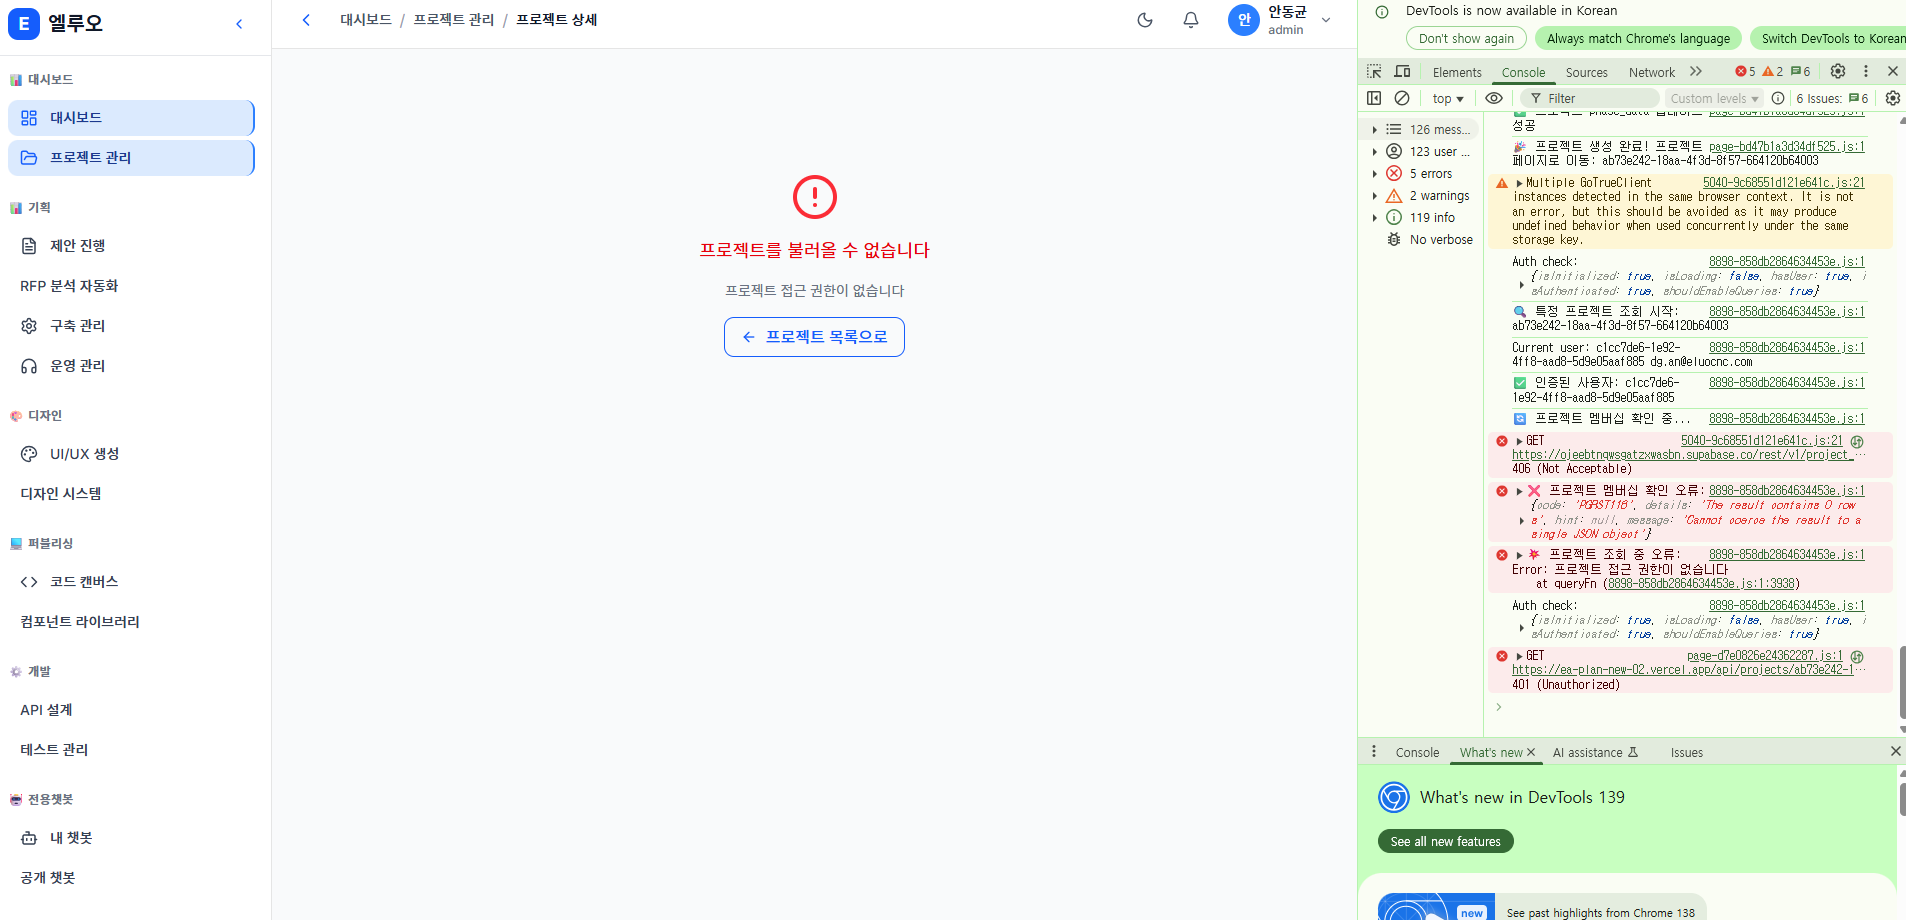 E 엘루오
대시보드
대시보드
프로젝트 관리
기획
제안 진행
RFP 분석 자동화
구축 관리
운영 관리
디자인
UI/UX 생성
디자인 시스템
퍼블리싱
코드 캔버스
컴포넌트 라이브러리
개발
API 설계
테스트 관리
전용챗봇
내 챗봇
공개 챗봇
대시보드 / 프로젝트 관리 / 프로젝트 상세
안 안동균
admin
프로젝트를 불러올 수 없습니다
프로젝트 접근 권한이 없습니다
← 프로젝트 목록으로
DevTools is now available in Korean
Don't show again Always match Chrome's language Switch DevTools to Korean
Elements Console Sources Network 5 2 6
top Filter Custom levels 6 Issues: 6
126 mess...
123 user ...
5 errors
2 warnings
119 info
No verbose
프로젝트 phase_data 업데이트 page-bd47b1a3d34df525.js:1
성공
프로젝트 생성 완료! 프로젝트 page-bd47b1a3d34df525.js:1
페이지로 이동: ab73e242-18aa-4f3d-8f57-664120b64003
Multiple GoTrueClient 5040-9c68551d121e641c.js:21
instances detected in the same browser context. It is not
an error, but this should be avoided as it may produce
undefined behavior when used concurrently under the same
storage key.
Auth check: 8898-858db2864634453e.js:1
{isInitialized: true, isLoading: false, hasUser: true, i
sAuthenticated: true, shouldEnableQueries: true}
특정 프로젝트 조회 시작: 8898-858db2864634453e.js:1
ab73e242-18aa-4f3d-8f57-664120b64003
Current user: c1cc7de6-1e92- 8898-858db2864634453e.js:1
4ff8-aad8-5d9e05aaf885 dg.an@eluocnc.com
인증된 사용자: c1cc7de6- 8898-858db2864634453e.js:1
1e92-4ff8-aad8-5d9e05aaf885
프로젝트 멤버십 확인 중... 8898-858db2864634453e.js:1
GET 5040-9c68551d121e641c.js:21
https://ojeebtnqwsgatzxwasbn.supabase.co/rest/v1/project_…
406 (Not Acceptable)
프로젝트 멤버십 확인 오류: 8898-858db2864634453e.js:1
{code: 'PGRST116', details: 'The result contains 0 row
s', hint: null, message: 'Cannot coerce the result to a
single JSON object'}
프로젝트 조회 중 오류: 8898-858db2864634453e.js:1
Error: 프로젝트 접근 권한이 없습니다
at queryFn (8898-858db2864634453e.js:1:3938)
Auth check: 8898-858db2864634453e.js:1
{isInitialized: true, isLoading: false, hasUser: true, i
sAuthenticated: true, shouldEnableQueries: true}
GET page-d7e0826e24362287.js:1
https://ea-plan-new-02.vercel.app/api/projects/ab73e242-1…
401 (Unauthorized)
Console What's new AI assistance Issues
What's new in DevTools 139
See all new features
new See past highlights from Chrome 138